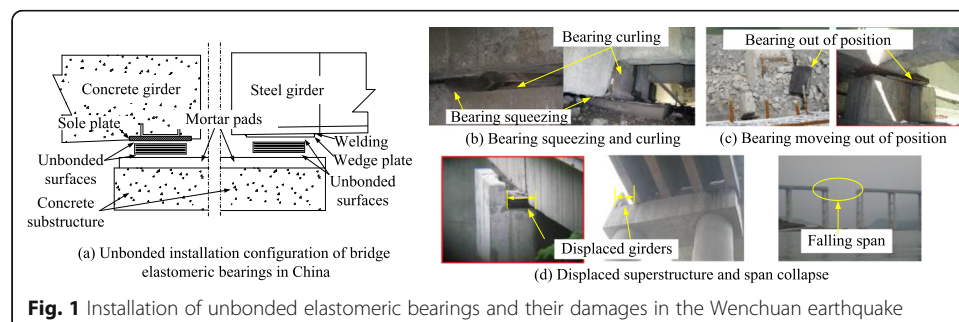 Concrete girder
Steel girder
Sole plate
Mortar pads
Unbonded
surfaces
Welding
Wedge plate
Unbonded
surfaces
Concrete
substructure
(a) Unbonded installation configuration of bridge
elastomeric bearings in China
Bearing curling
Bearing squeezing
(b) Bearing squeezing and curling
Bearing out of position
(c) Bearing moveing out of position
Displaced girders
Falling span
(d) Displaced superstructure and span collapse
Fig. 1 Installation of unbonded elastomeric bearings and their damages in the Wenchuan earthquake